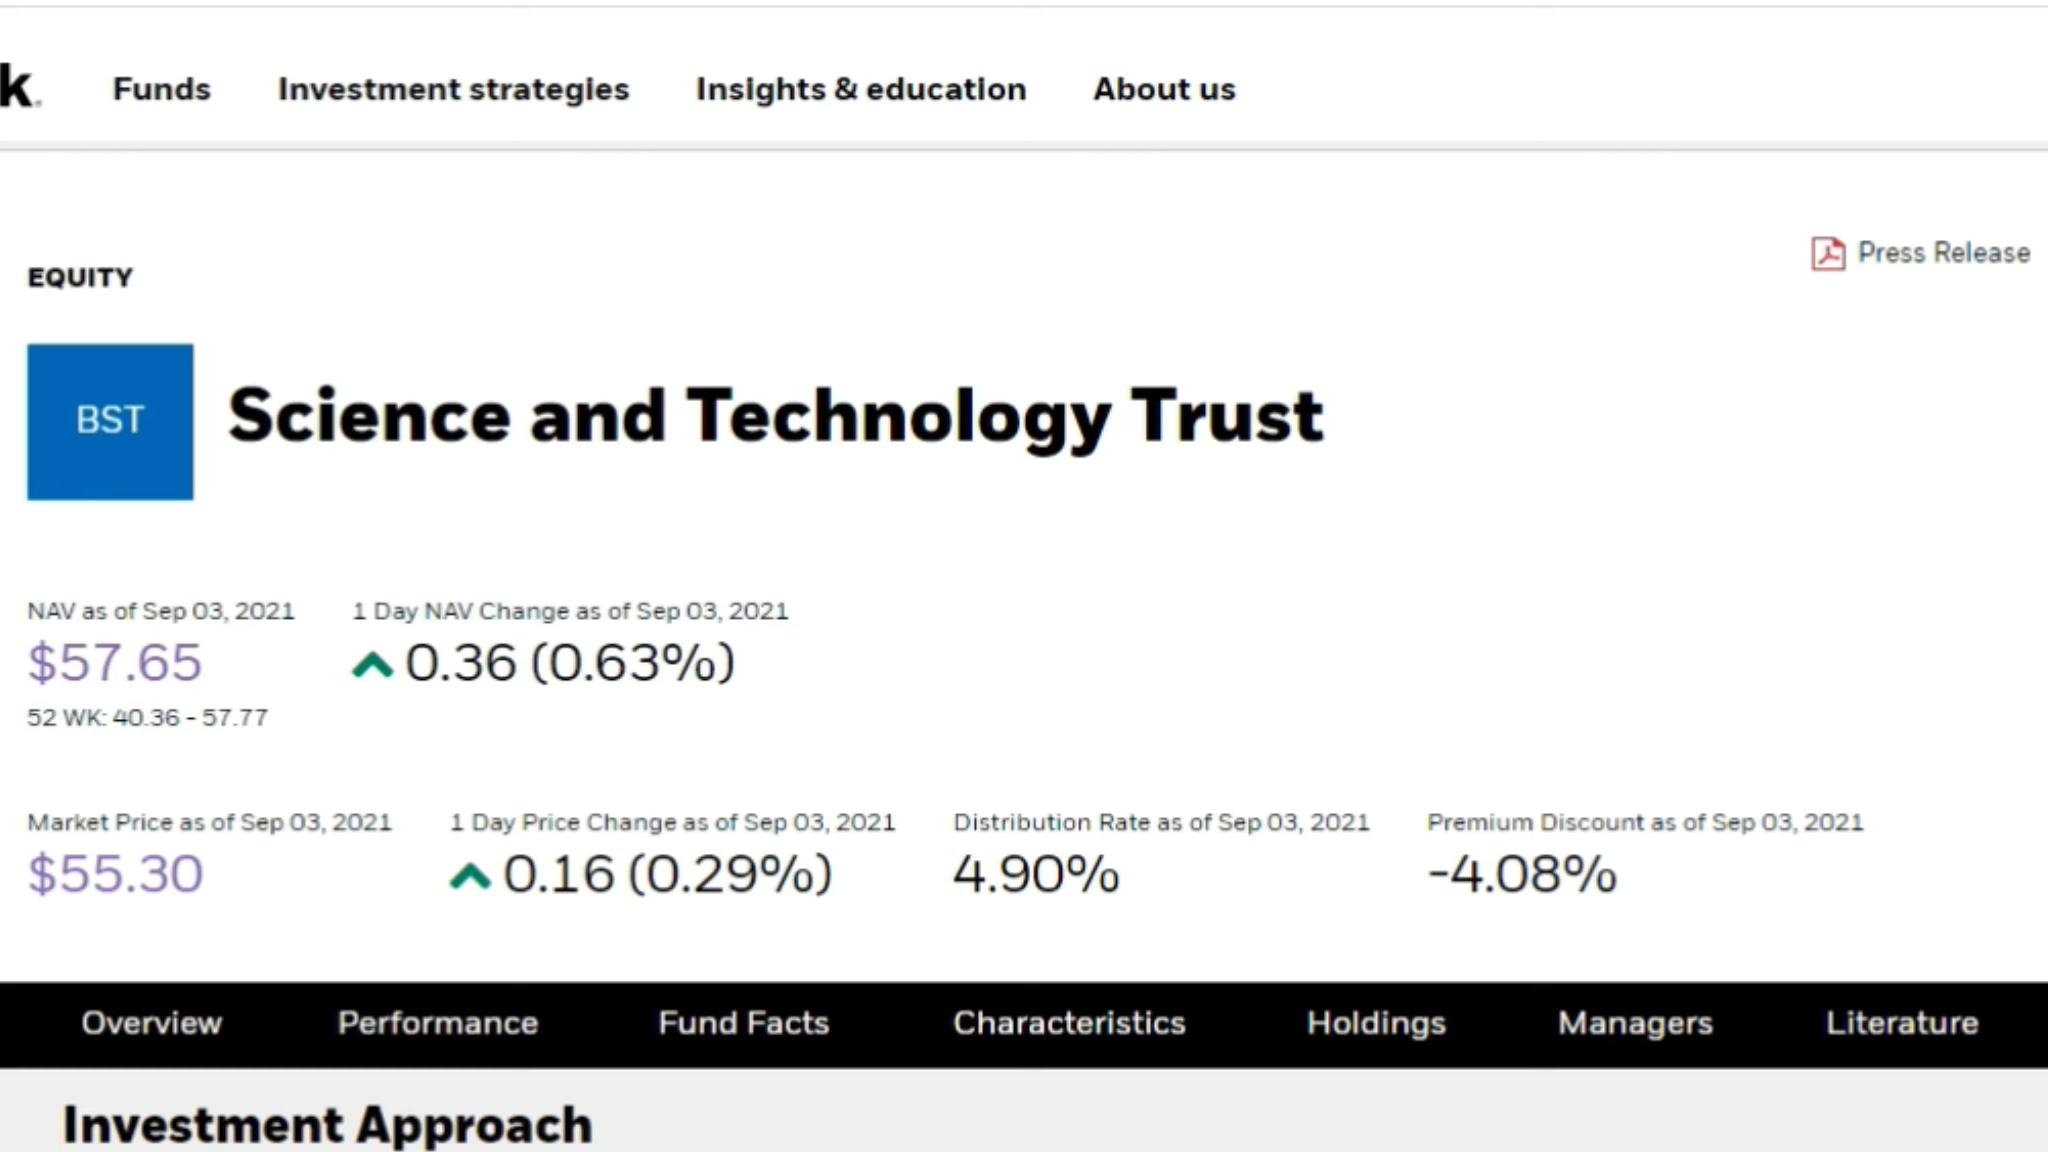 k.
Funds
Investment strategies
Insights & education
About us
Press Release
EQUITY
BST
Science and Technology Trust
NAV as of Sep 03, 2021
$57.65
52 WK: 40.36 - 57.77
1 Day NAV Change as of Sep 03, 2021
0.36 (0.63%)
Market Price as of Sep 03, 2021
$55.30
1 Day Price Change as of Sep 03, 2021
0.16 (0.29%)
Distribution Rate as of Sep 03, 2021
4.90%
Premium Discount as of Sep 03, 2021
-4.08%
Overview
Performance
Fund Facts
Characteristics
Holdings
Managers
Literature
Investment Approach